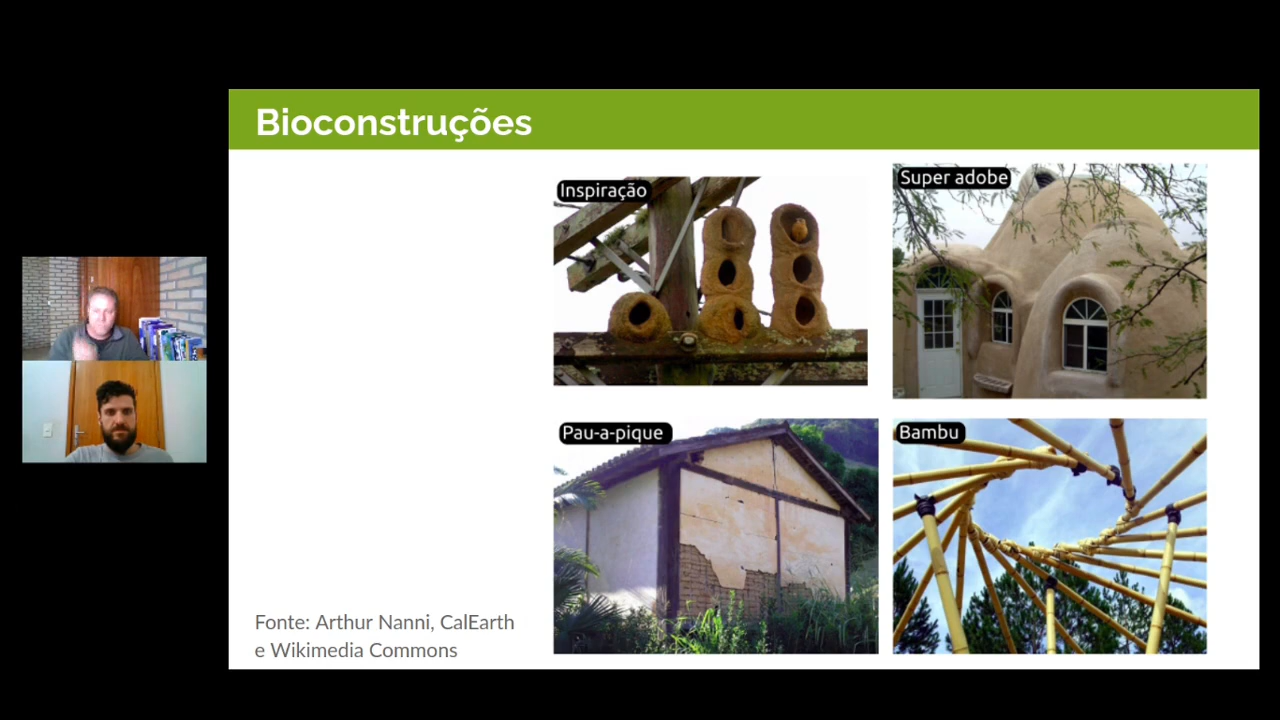 Bioconstruções
Inspiração
Super adobe
Pau-a-pique
Bambu
Fonte: Arthur Nanni, CalEarth
e Wikimedia Commons